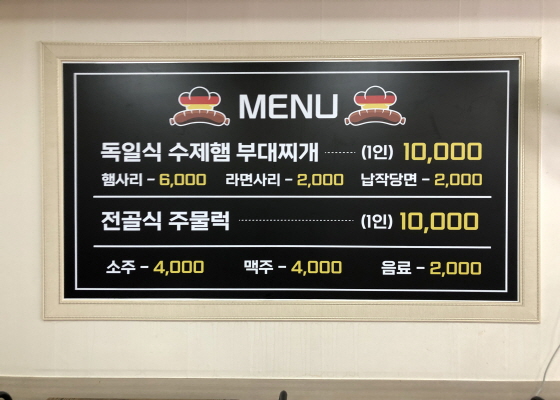 MENU
독일식 수제햄 부대찌개 ······ (1인) 10,000
햄사리 - 6,000 라면사리 - 2,000 납작당면 - 2,000
전골식 주물럭 ······ (1인) 10,000
소주 - 4,000 맥주 - 4,000 음료 - 2,000